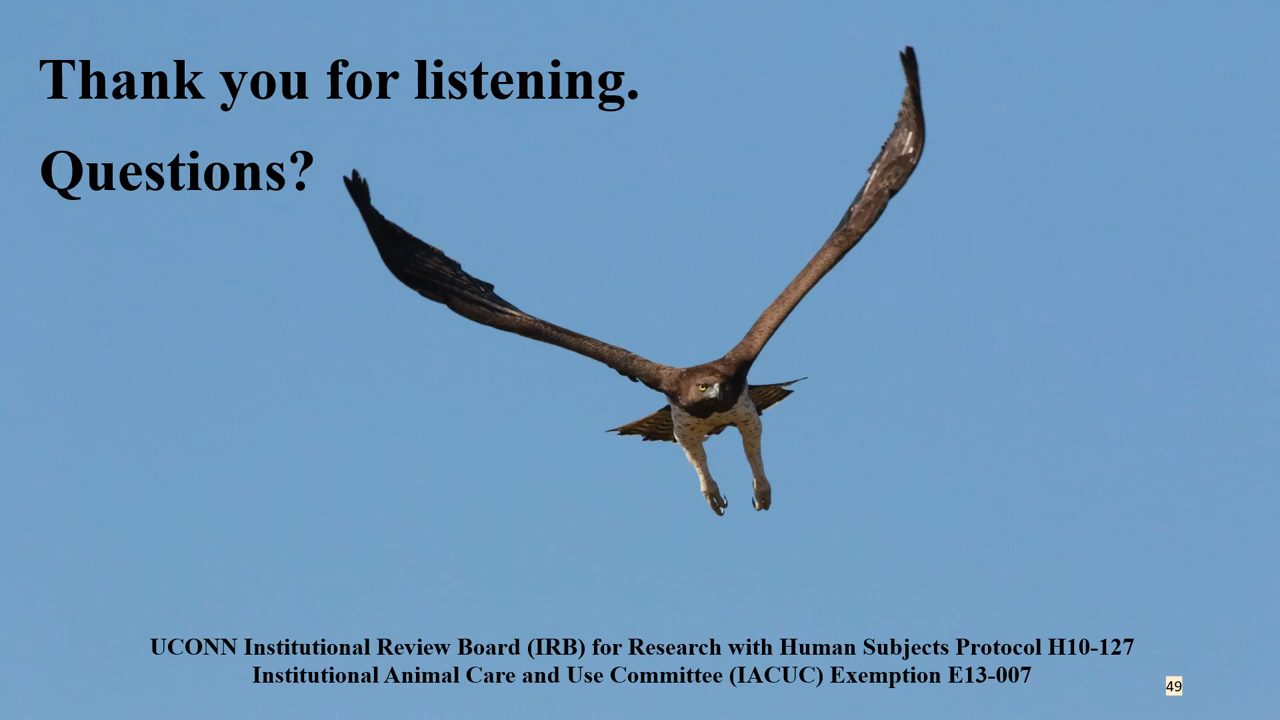 Thank you for listening.
Questions?
UCONN Institutional Review Board (IRB) for Research with Human Subjects Protocol H10-127
Institutional Animal Care and Use Committee (IACUC) Exemption E13-007
49